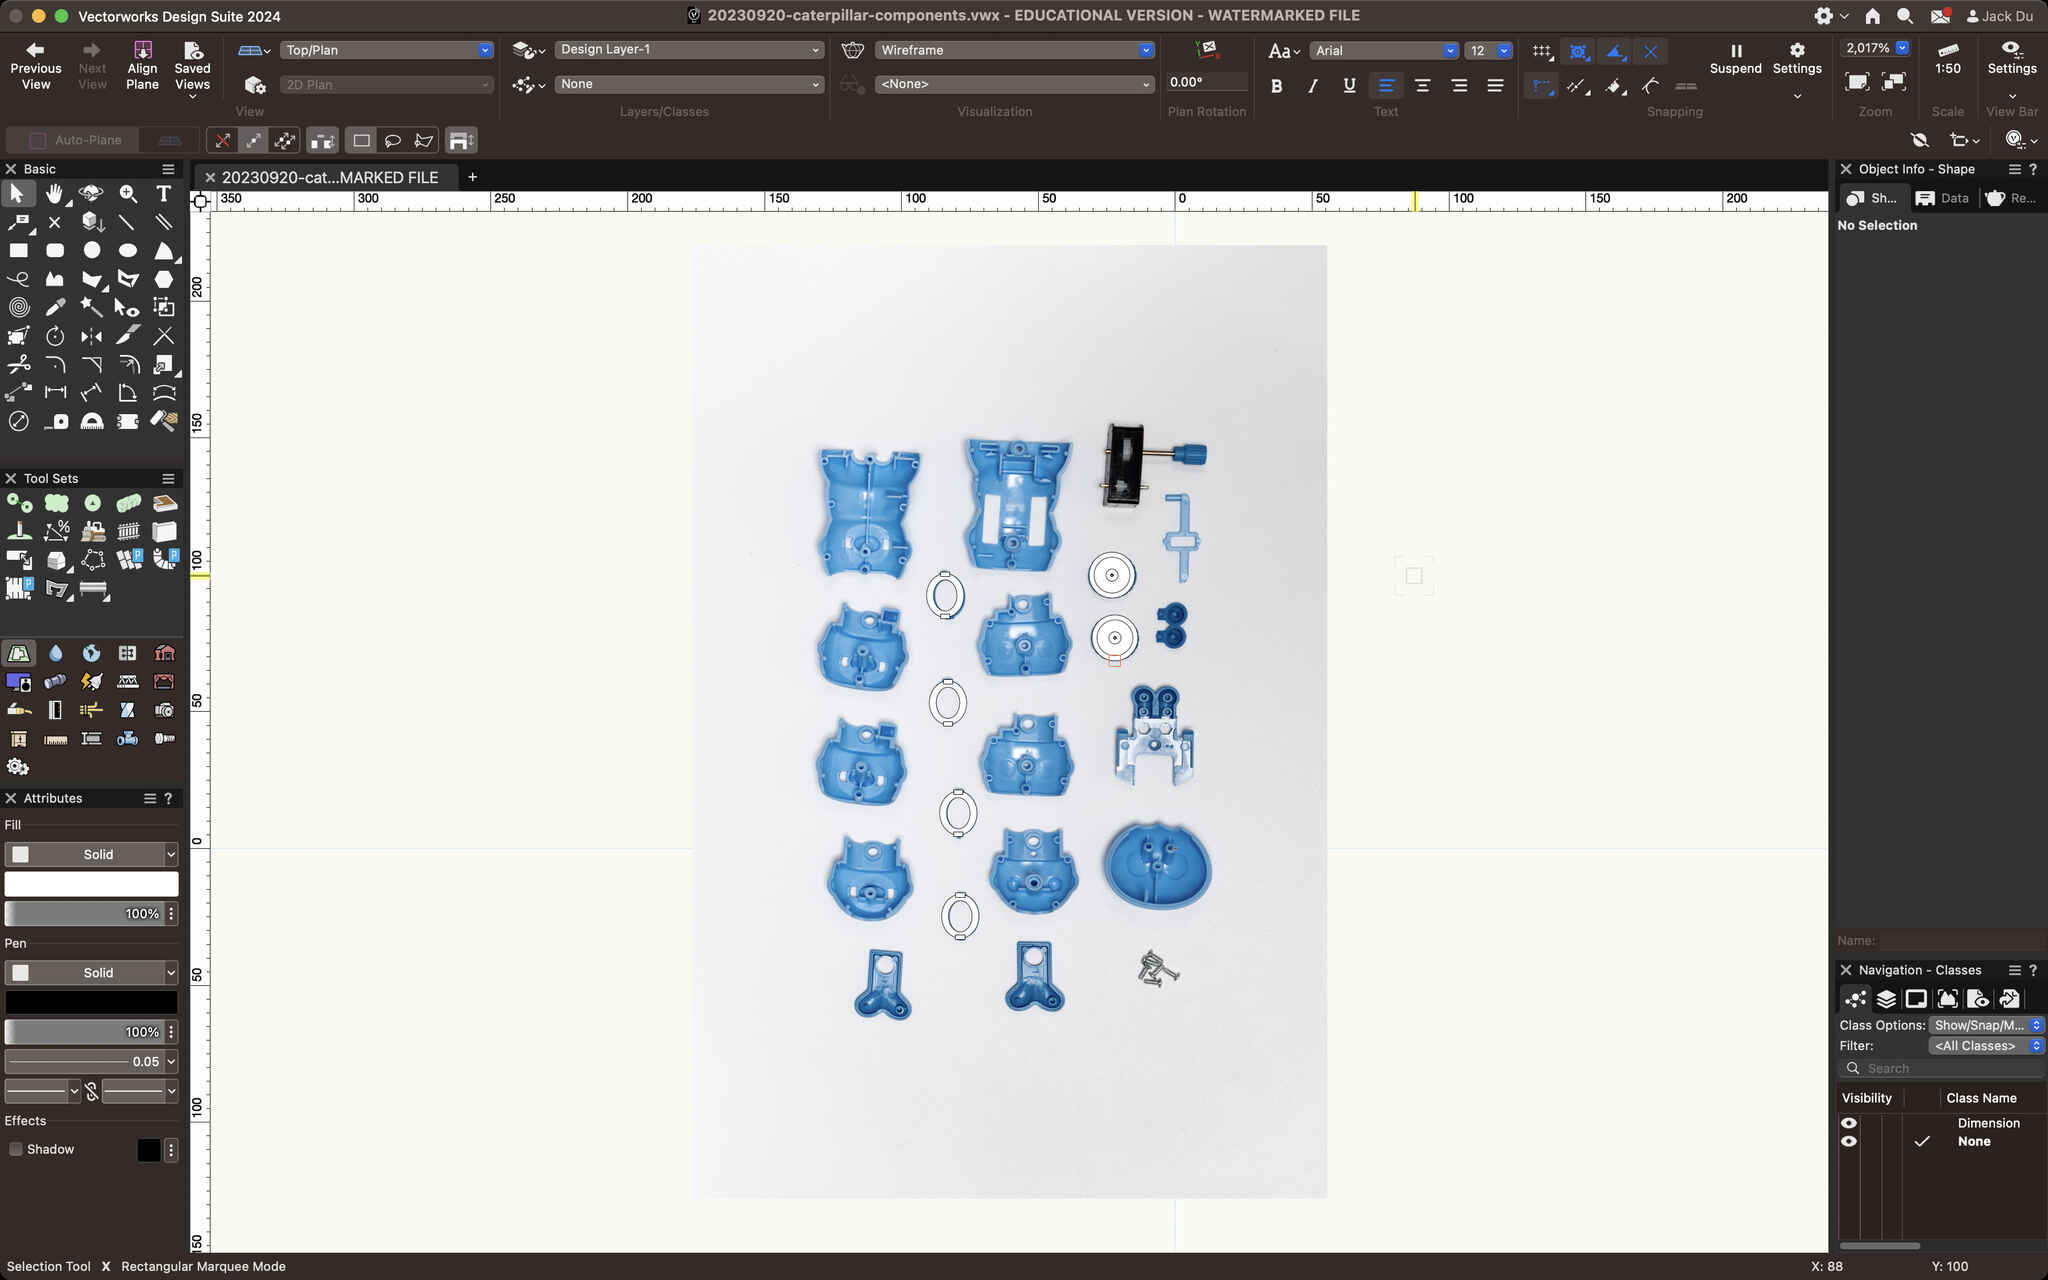 Vectorworks Design Suite 2024
20230920-caterpillar-components.vwx - EDUCATIONAL VERSION - WATERMARKED FILE
Jack Du
Previous View
Next View
Align Plane
Saved Views
Top/Plan
2D Plan
View
Design Layer-1
None
Layers/Classes
Wireframe
<None>
Visualization
0.00°
Plan Rotation
Aa
Arial
12
B I U
Text
Suspend
Settings
Snapping
2,017%
Zoom
1:50
Scale
Settings
View Bar
Auto-Plane
Basic
20230920-cat...MARKED FILE
350 300 250 200 150 100 50 0 50 100 150 200
200
150
100
50
0
50
100
150
Tool Sets
Attributes
Fill
Solid
100%
Pen
Solid
100%
0.05
Effects
Shadow
Object Info - Shape
Sh...
Data
Re...
No Selection
Name:
Navigation - Classes
Class Options: Show/Snap/M...
Filter: <All Classes>
Search
Visibility Class Name
Dimension
None
Selection Tool X Rectangular Marquee Mode
X: 88
Y: 100